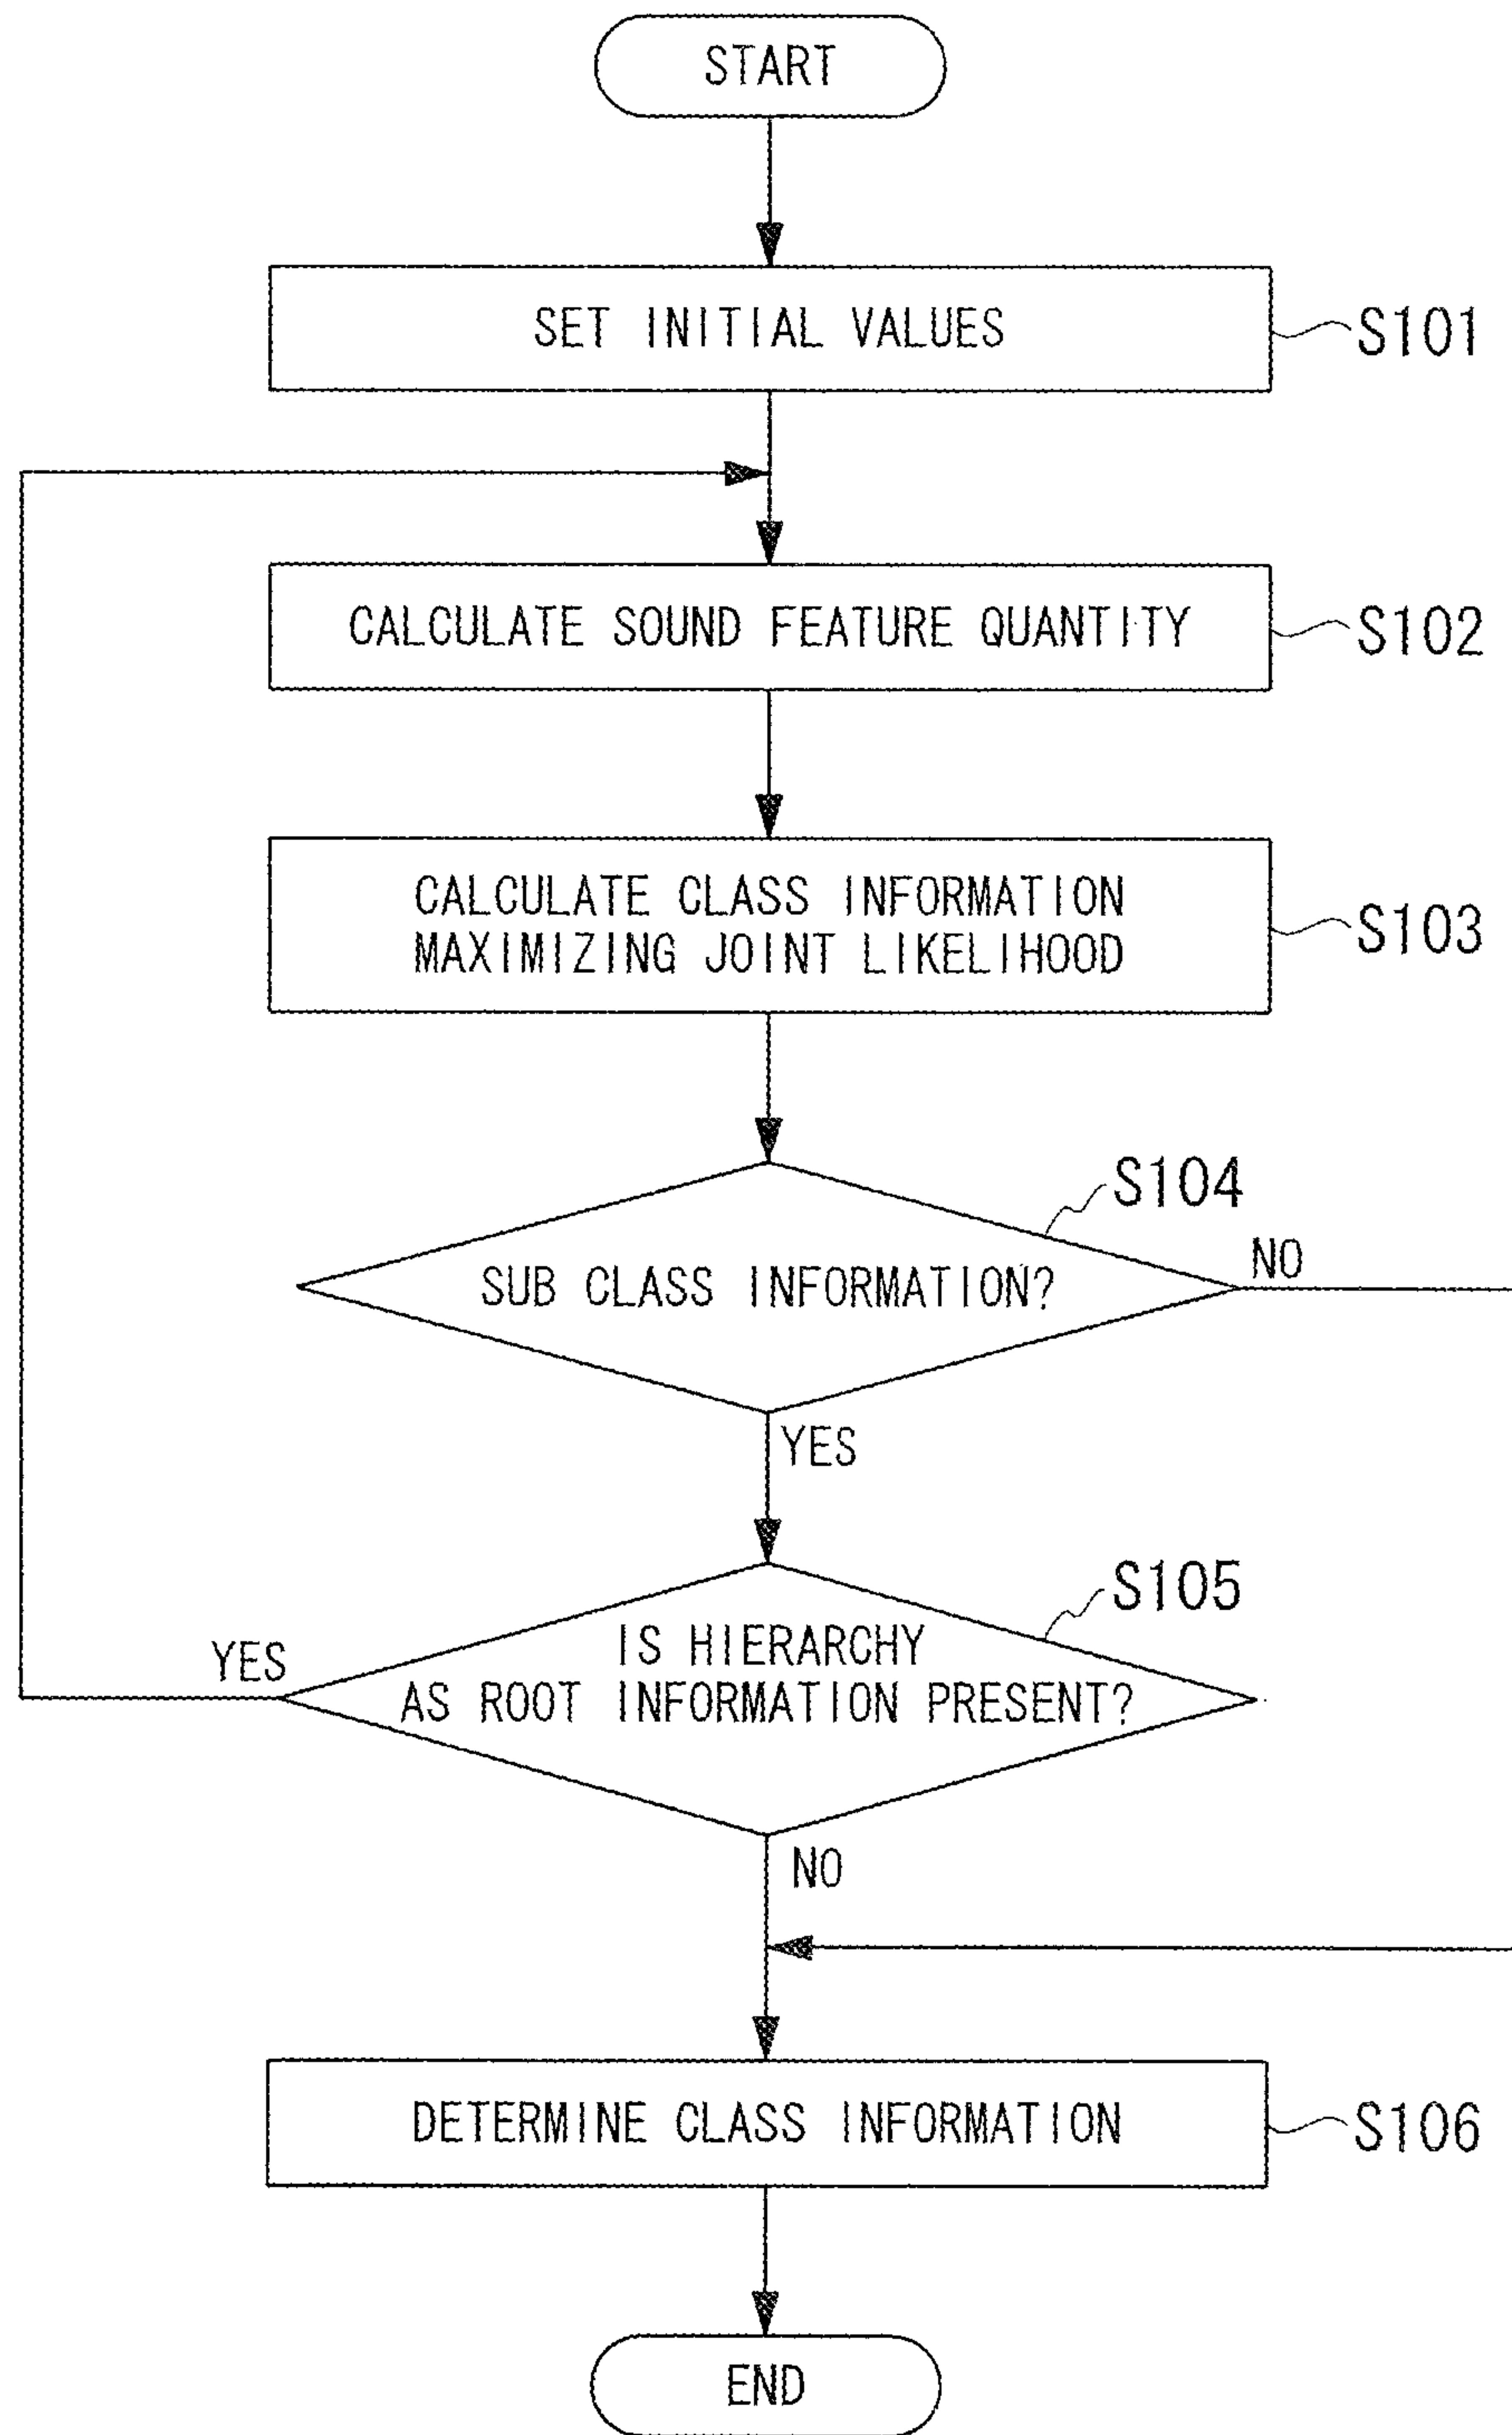 START
SET INITIAL VALUES
S101
CALCULATE SOUND FEATURE QUANTITY
S102
CALCULATE CLASS INFORMATION
MAXIMIZING JOINT LIKELIHOOD
S103
S104
SUB CLASS INFORMATION?
NO
YES
S105
IS HIERARCHY
AS ROOT INFORMATION PRESENT?
YES
NO
DETERMINE CLASS INFORMATION
S106
END